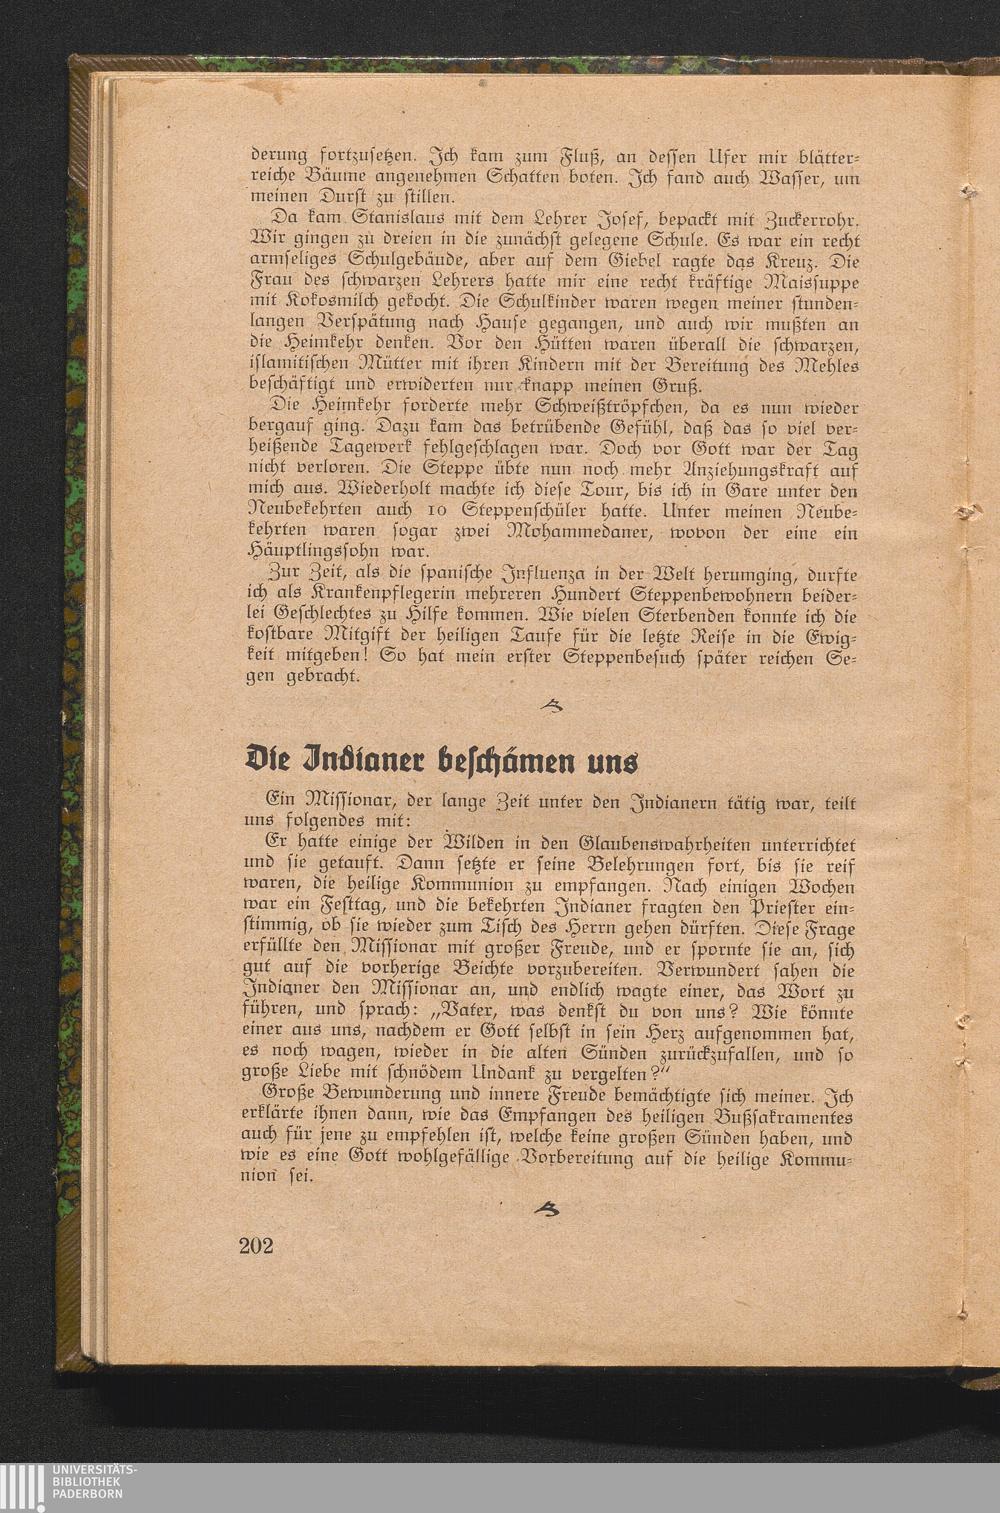 derung fortzusetzen. Ich kam zum Fluß, an dessen Ufer mir blätter=
reiche Bäume angenehmen Schatten boten. Ich fand auch Wasser, um
meinen Durst zu stillen.
Da kam Stanislaus mit dem Lehrer Josef, bepackt mit Zuckerrohr.
Wir gingen zu dreien in die zunächst gelegene Schule. Es war ein recht
armseliges Schulgebäude, aber auf dem Giebel ragte das Kreuz. Die
Frau des schwarzen Lehrers hatte mir eine recht kräftige Maissuppe
mit Kokosmilch gekocht. Die Schulkinder waren wegen meiner stunden=
langen Verspätung nach Hause gegangen, und auch wir mußten an
die Heimkehr denken. Vor den Hütten waren überall die schwarzen,
islamitischen Mütter mit ihren Kindern mit der Bereitung des Mehles
beschäftigt und erwiderten nur knapp meinen Gruß.
Die Heimkehr forderte mehr Schweißtröpfchen, da es nun wieder
bergauf ging. Dazu kam das betrübende Gefühl, daß das so viel ver=
heißende Tagewerk fehlgeschlagen war. Doch vor Gott war der Tag
nicht verloren. Die Steppe übte nun noch mehr Anziehungskraft auf
mich aus. Wiederholt machte ich diese Tour, bis ich in Gare unter den
Neubekehrten auch 10 Steppenschüler hatte. Unter meinen Neube=
kehrten waren sogar zwei Mohammedaner, wovon der eine ein
Häuptlingssohn war.
Zur Zeit, als die spanische Influenza in der Welt herumging, durfte
ich als Krankenpflegerin mehreren Hundert Steppenbewohnern beider=
lei Geschlechtes zu Hilfe kommen. Wie vielen Sterbenden konnte ich die
kostbare Mitgift der heiligen Taufe für die letzte Reise in die Ewig=
keit mitgeben! So hat mein erster Steppenbesuch später reichen Se=
gen gebracht.
Die Indianer beschämen uns
Ein Missionar, der lange Zeit unter den Indianern tätig war, teilt
uns folgendes mit:
Er hatte einige der Wilden in den Glaubenswahrheiten unterrichtet
und sie getauft. Dann setzte er seine Belehrungen fort, bis sie reif
waren, die heilige Kommunion zu empfangen. Nach einigen Wochen
war ein Festtag, und die bekehrten Indianer fragten den Priester ein=
stimmig, ob sie wieder zum Tisch des Herrn gehen dürften. Diese Frage
erfüllte den Missionar mit großer Freude, und er spornte sie an, sich
gut auf die vorherige Beichte vorzubereiten. Verwundert sahen die
Indianer den Missionar an, und endlich wagte einer, das Wort zu
führen, und sprach: „Vater, was denkst du von uns? Wie könnte
einer aus uns, nachdem er Gott selbst in sein Herz aufgenommen hat,
es noch wagen, wieder in die alten Sünden zurückzufallen, und so
große Liebe mit schnödem Undank zu vergelten?“
Große Bewunderung und innere Freude bemächtigte sich meiner. Ich
erklärte ihnen dann, wie das Empfangen des heiligen Bußsakramentes
auch für jene zu empfehlen ist, welche keine großen Sünden haben, und
wie es eine Gott wohlgefällige Vorbereitung auf die heilige Kommu=
nion sei.
202
UNIVERSITÄTS-
BIBLIOTHEK
PADERBORN